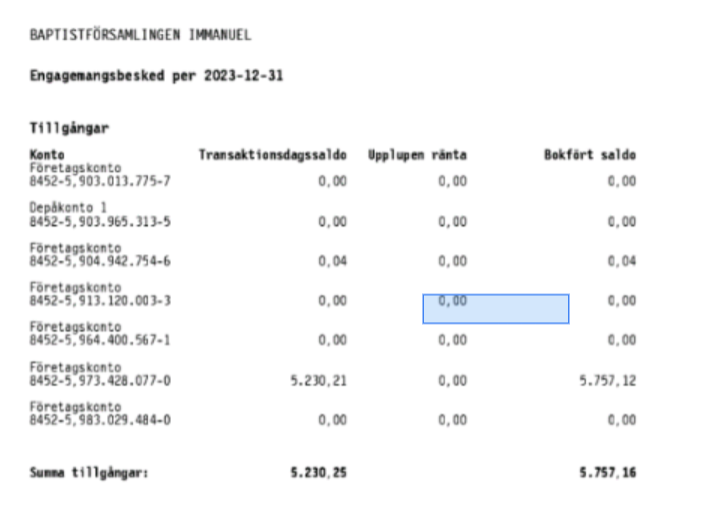 BAPTISTFÖRSAMLINGEN IMMANUEL
Engagemangsbesked per 2023-12-31
Tillgångar
Konto Transaktionsdagssaldo Upplupen ränta Bokfört saldo
Företagskonto
8452-5,903.013.775-7 0,00 0,00 0,00
Depåkonto 1
8452-5,903.965.313-5 0,00 0,00 0,00
Företagskonto
8452-5,904.942.754-6 0,04 0,00 0,04
Företagskonto
8452-5,913.120.003-3 0,00 0,00 0,00
Företagskonto
8452-5,964.400.567-1 0,00 0,00 0,00
Företagskonto
8452-5,973.428.077-0 5.230,21 0,00 5.757,12
Företagskonto
8452-5,983.029.484-0 0,00 0,00 0,00
Summa tillgångar: 5.230,25 5.757,16